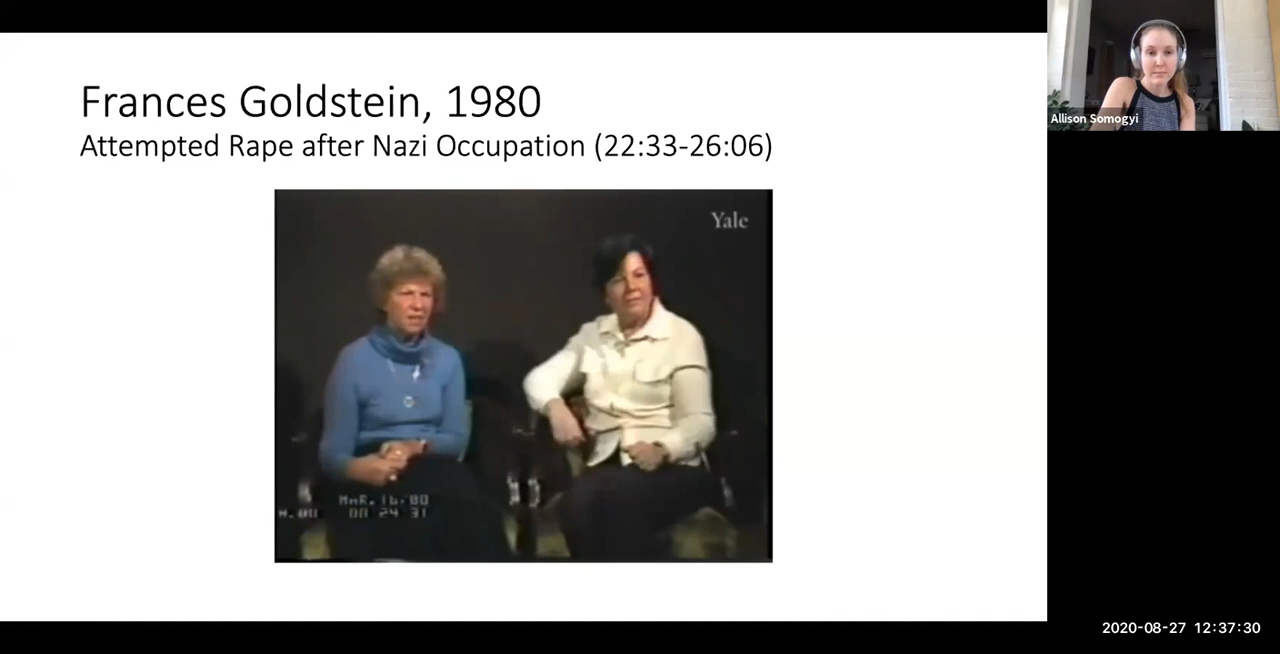 Frances Goldstein, 1980
Attempted Rape after Nazi Occupation (22:33-26:06)
Yale
MAR. 16. 80
00 24 31
Allison Somogyi
2020-08-27 12:37:30